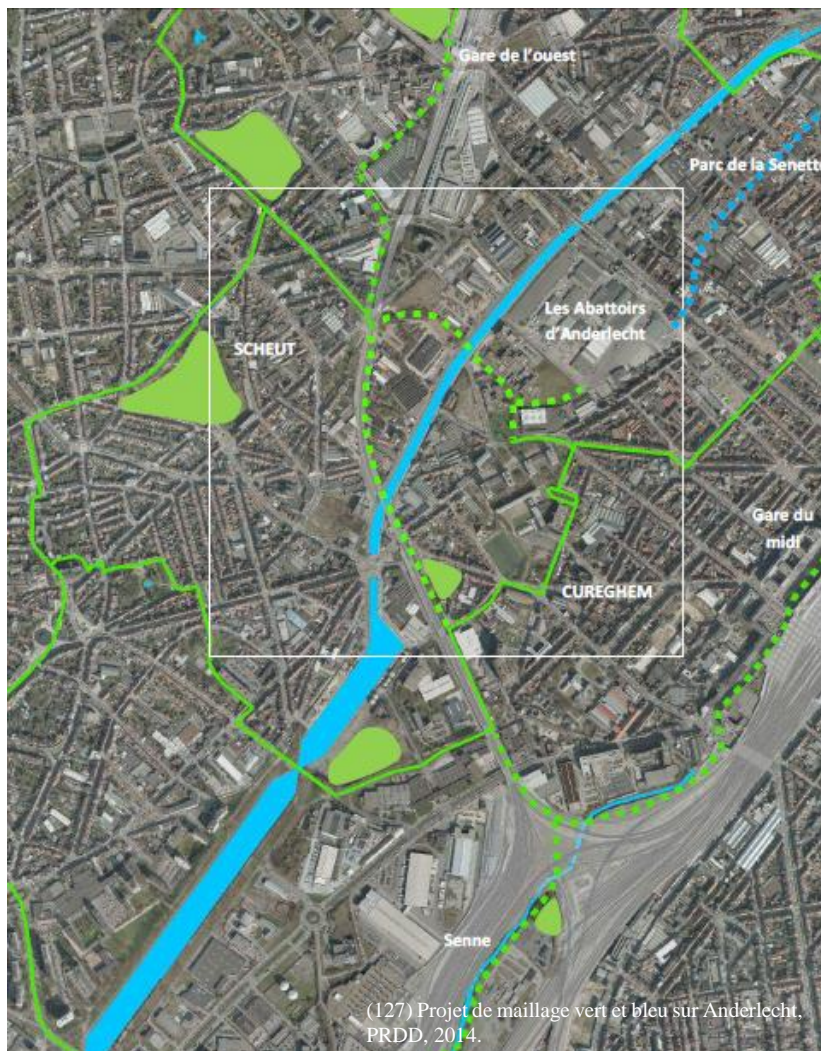 Gare de l'ouest
Parc de la Senette
Les Abattoirs
d'Anderlecht
SCHEUT
Gare du
midi
CUREGHEM
Senne
(127) Projet de maillage vert et bleu sur Anderlecht,
PRDD, 2014.